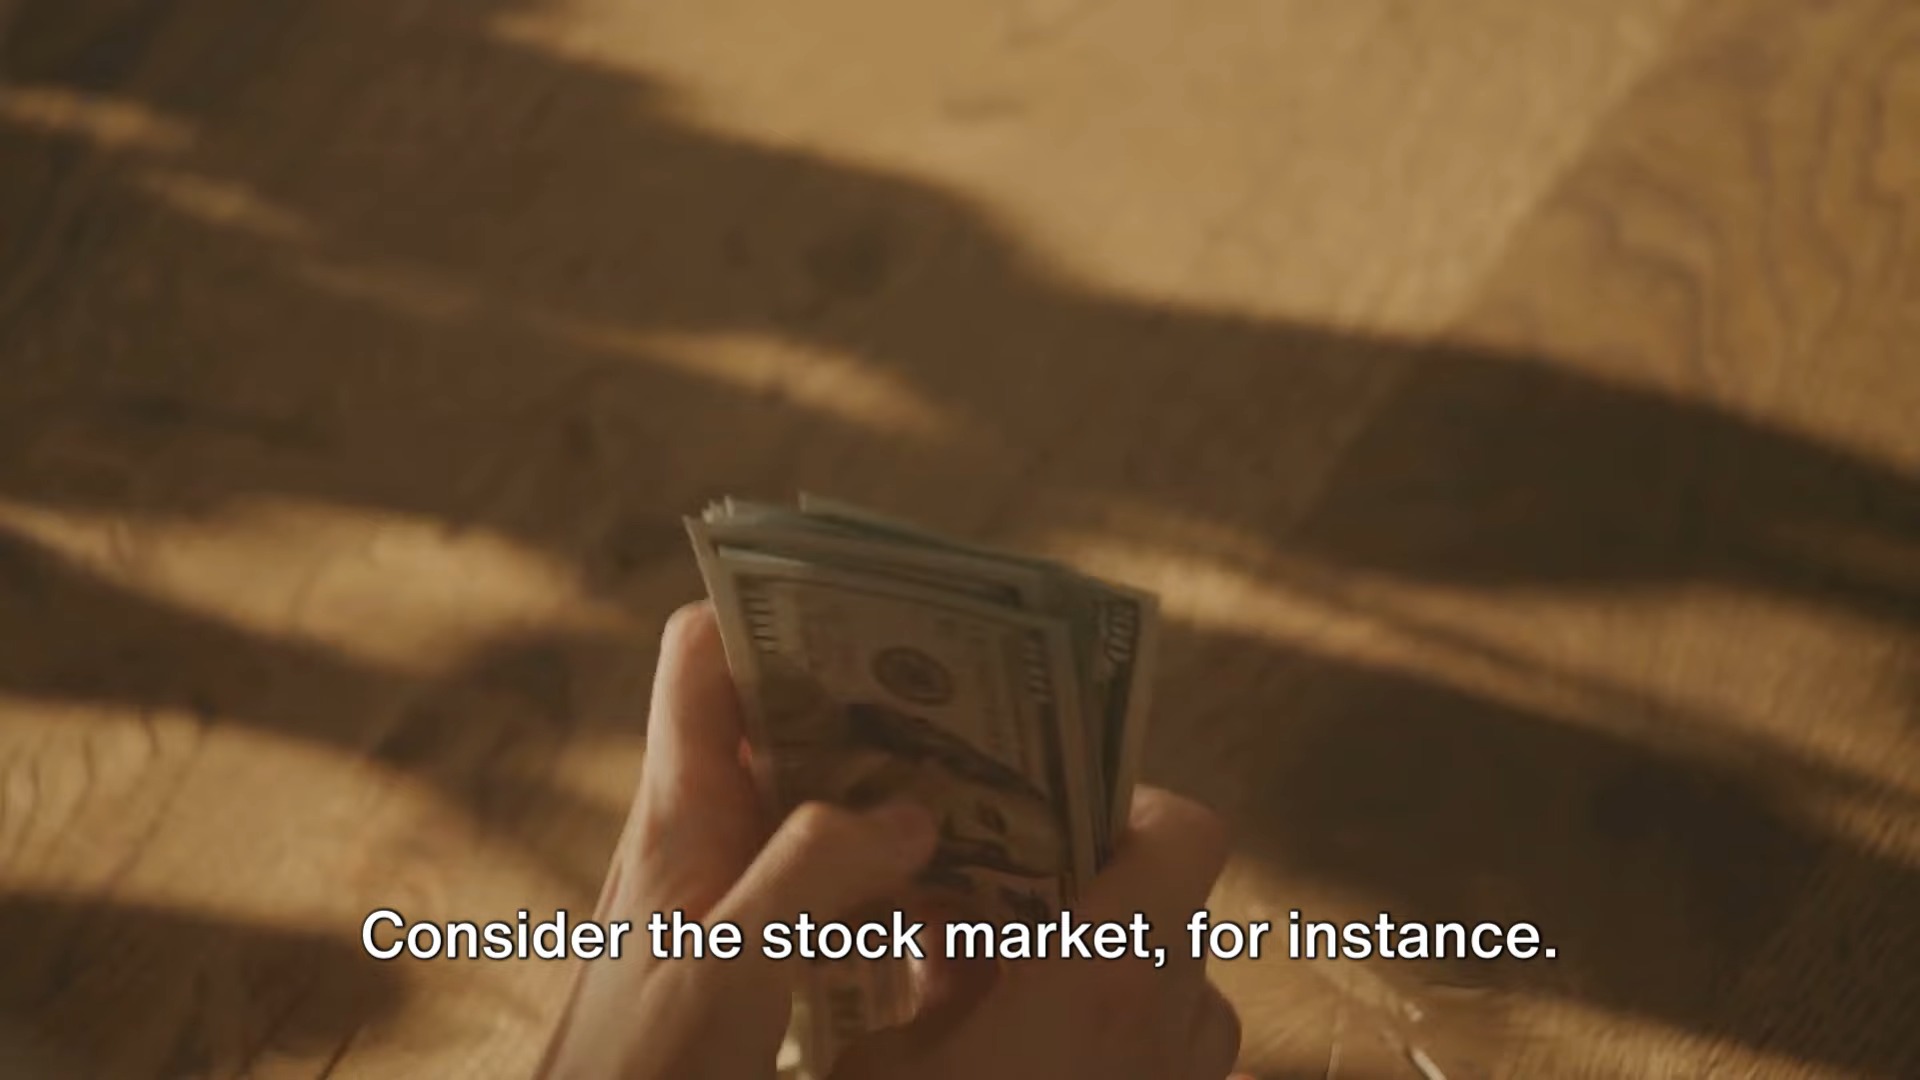 Consider the stock market, for instance.